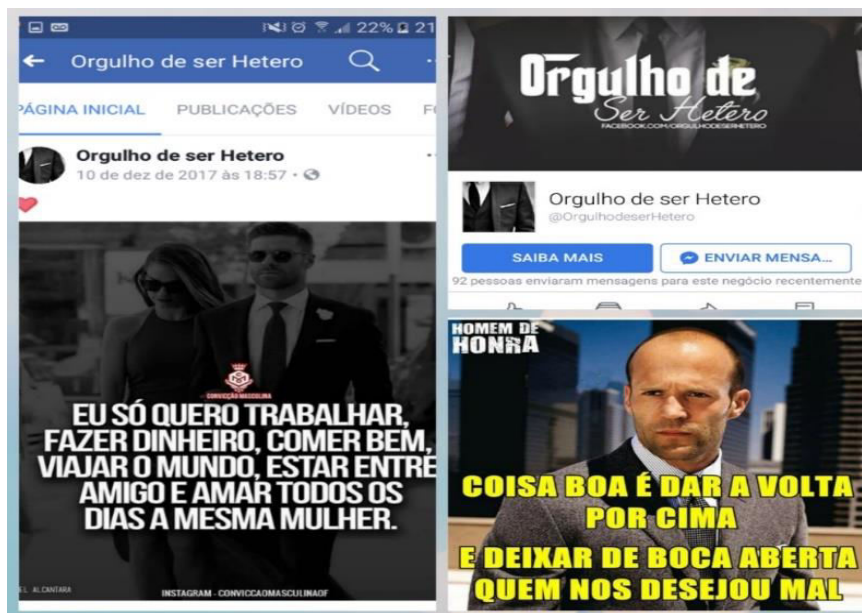 22% 21
Orgulho de ser Hetero
PÁGINA INICIAL PUBLICAÇÕES VÍDEOS
Orgulho de ser Hetero
10 de dez de 2017 às 18:57
CONVICÇÃO MASCULINA
EU SÓ QUERO TRABALHAR,
FAZER DINHEIRO, COMER BEM,
VIAJAR O MUNDO, ESTAR ENTRE
AMIGO E AMAR TODOS OS
DIAS A MESMA MULHER.
EL ALCANTARA
INSTAGRAM - CONVICCAOMASCULINAOF
Orgulho de
Ser Hetero
FACEBOOK.COM/ORGULHODESERHETERO
Orgulho de ser Hetero
@OrgulhodeserHetero
SAIBA MAIS
ENVIAR MENSA...
92 pessoas enviaram mensagens para este negócio recentemente
HOMEM DE
HONRA
COISA BOA É DAR A VOLTA
POR CIMA
E DEIXAR DE BOCA ABERTA
QUEM NOS DESEJOU MAL